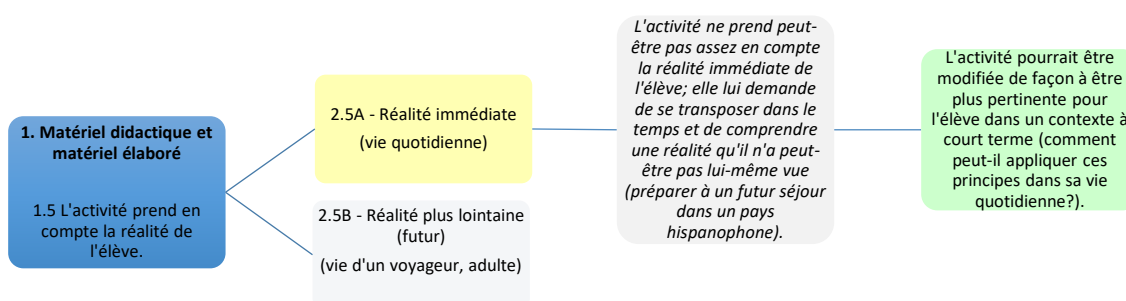 1. Matériel didactique et
matériel élaboré
1.5 L'activité prend en
compte la réalité de
l'élève.
2.5A - Réalité immédiate
(vie quotidienne)
2.5B - Réalité plus lointaine
(futur)
(vie d'un voyageur, adulte)
L'activité ne prend peut-
être pas assez en compte
la réalité immédiate de
l'élève; elle lui demande
de se transposer dans le
temps et de comprendre
une réalité qu'il n'a peut-
être pas lui-même vue
(préparer à un futur séjour
dans un pays
hispanophone).
L'activité pourrait être
modifiée de façon à être
plus pertinente pour
l'élève dans un contexte à
court terme (comment
peut-il appliquer ces
principes dans sa vie
quotidienne?).